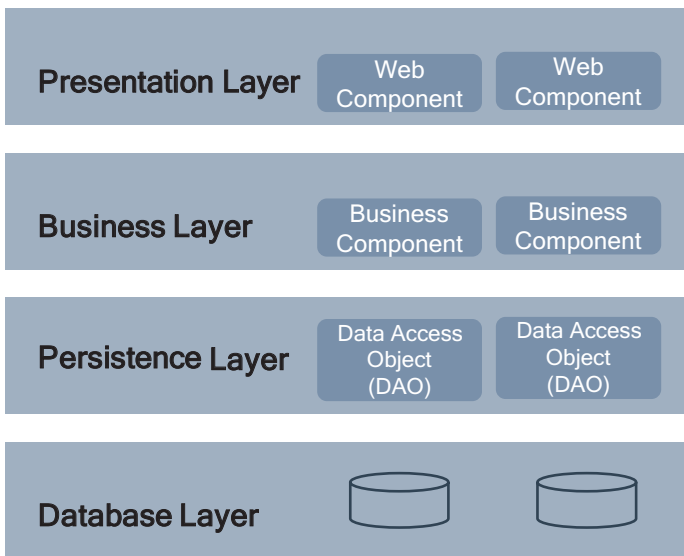 Presentation Layer
Web
Component
Web
Component
Business Layer
Business
Component
Business
Component
Persistence Layer
Data Access
Object
(DAO)
Data Access
Object
(DAO)
Database Layer